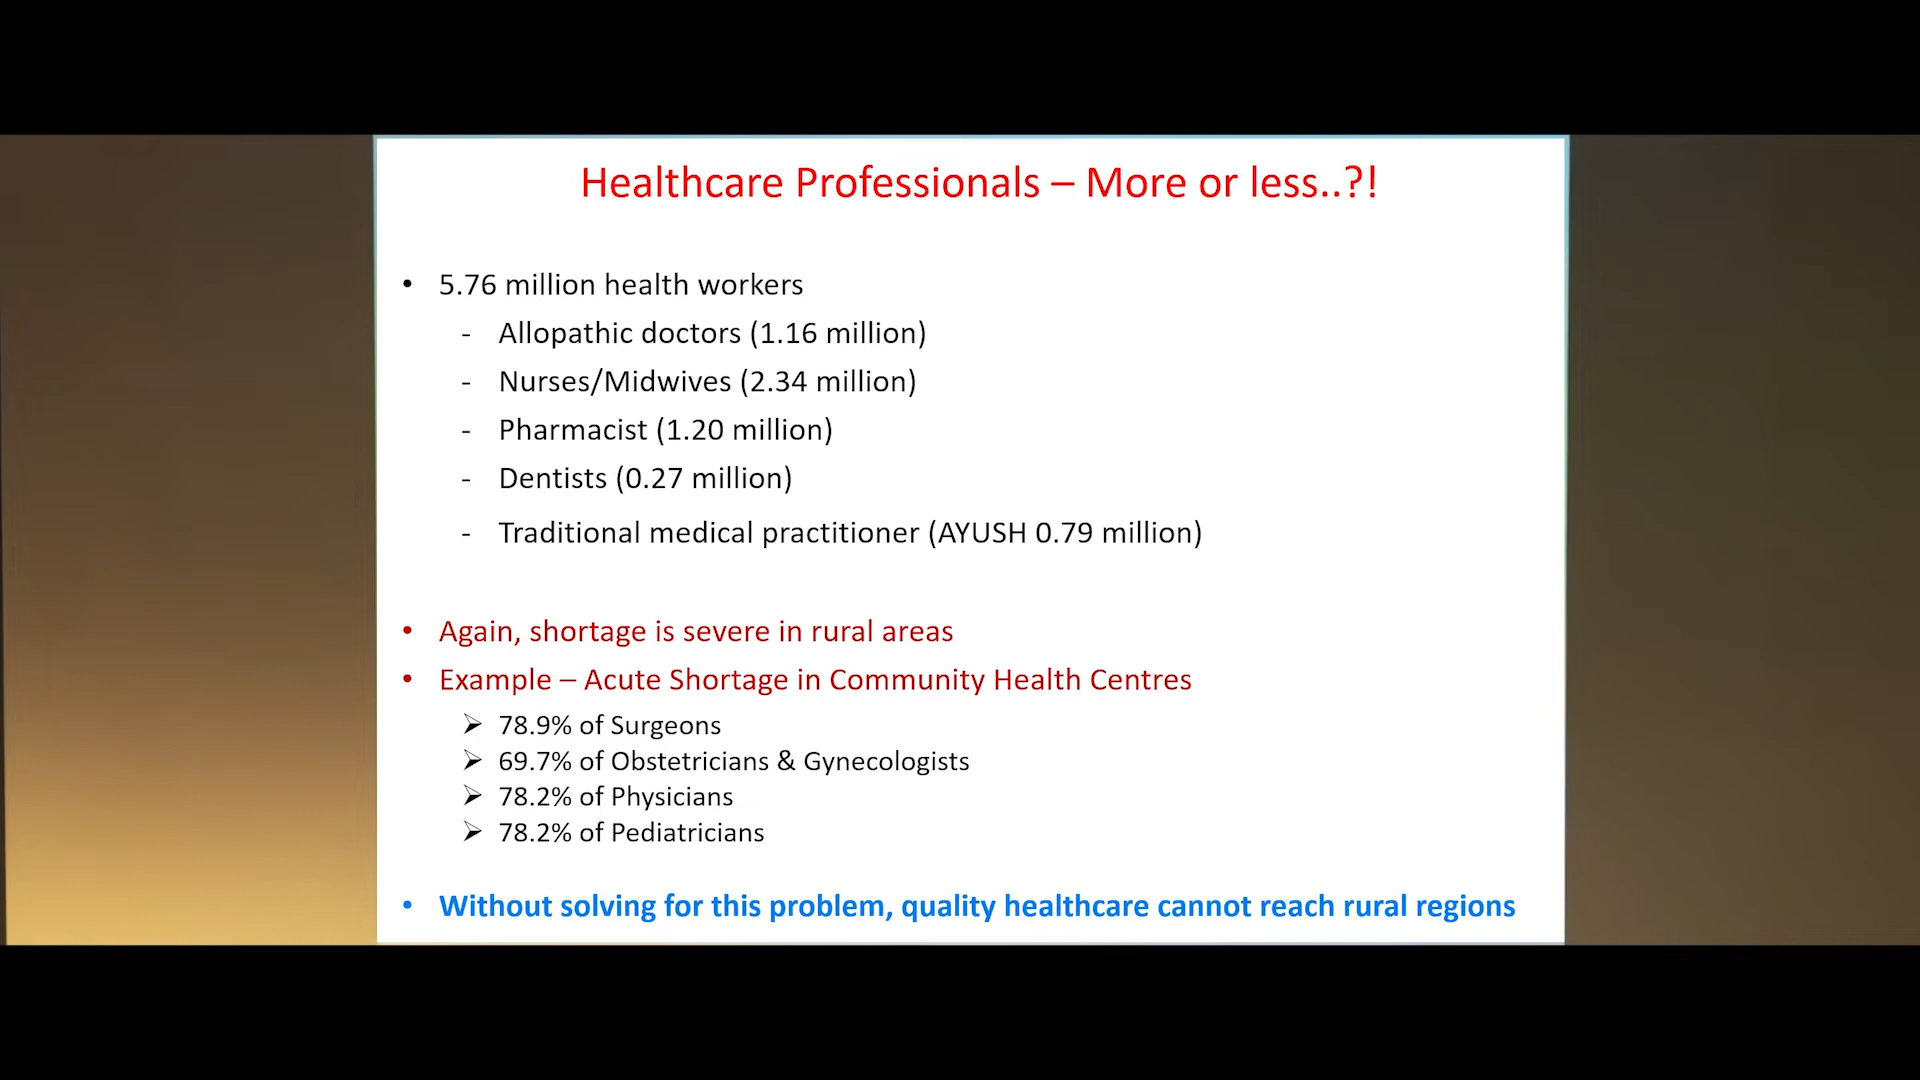 Healthcare Professionals – More or less..?!
• 5.76 million health workers
- Allopathic doctors (1.16 million)
- Nurses/Midwives (2.34 million)
- Pharmacist (1.20 million)
- Dentists (0.27 million)
- Traditional medical practitioner (AYUSH 0.79 million)
• Again, shortage is severe in rural areas
• Example – Acute Shortage in Community Health Centres
➢ 78.9% of Surgeons
➢ 69.7% of Obstetricians & Gynecologists
➢ 78.2% of Physicians
➢ 78.2% of Pediatricians
• Without solving for this problem, quality healthcare cannot reach rural regions